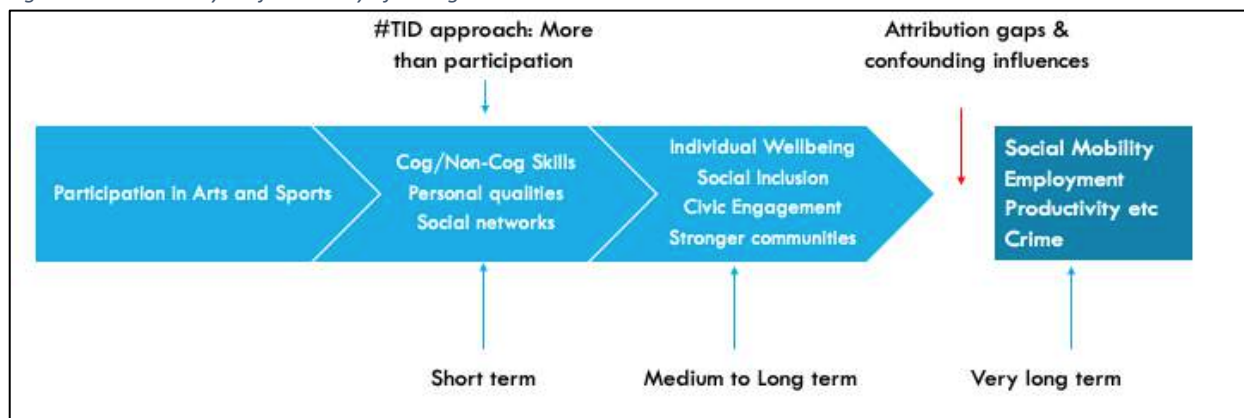 #TID approach: More
than participation
Attribution gaps &
confounding influences
Participation in Arts and Sports
Cog/Non-Cog Skills
Personal qualities
Social networks
Individual Wellbeing
Social Inclusion
Civic Engagement
Stronger communities
Social Mobility
Employment
Productivity etc
Crime
Short term
Medium to Long term
Very long term